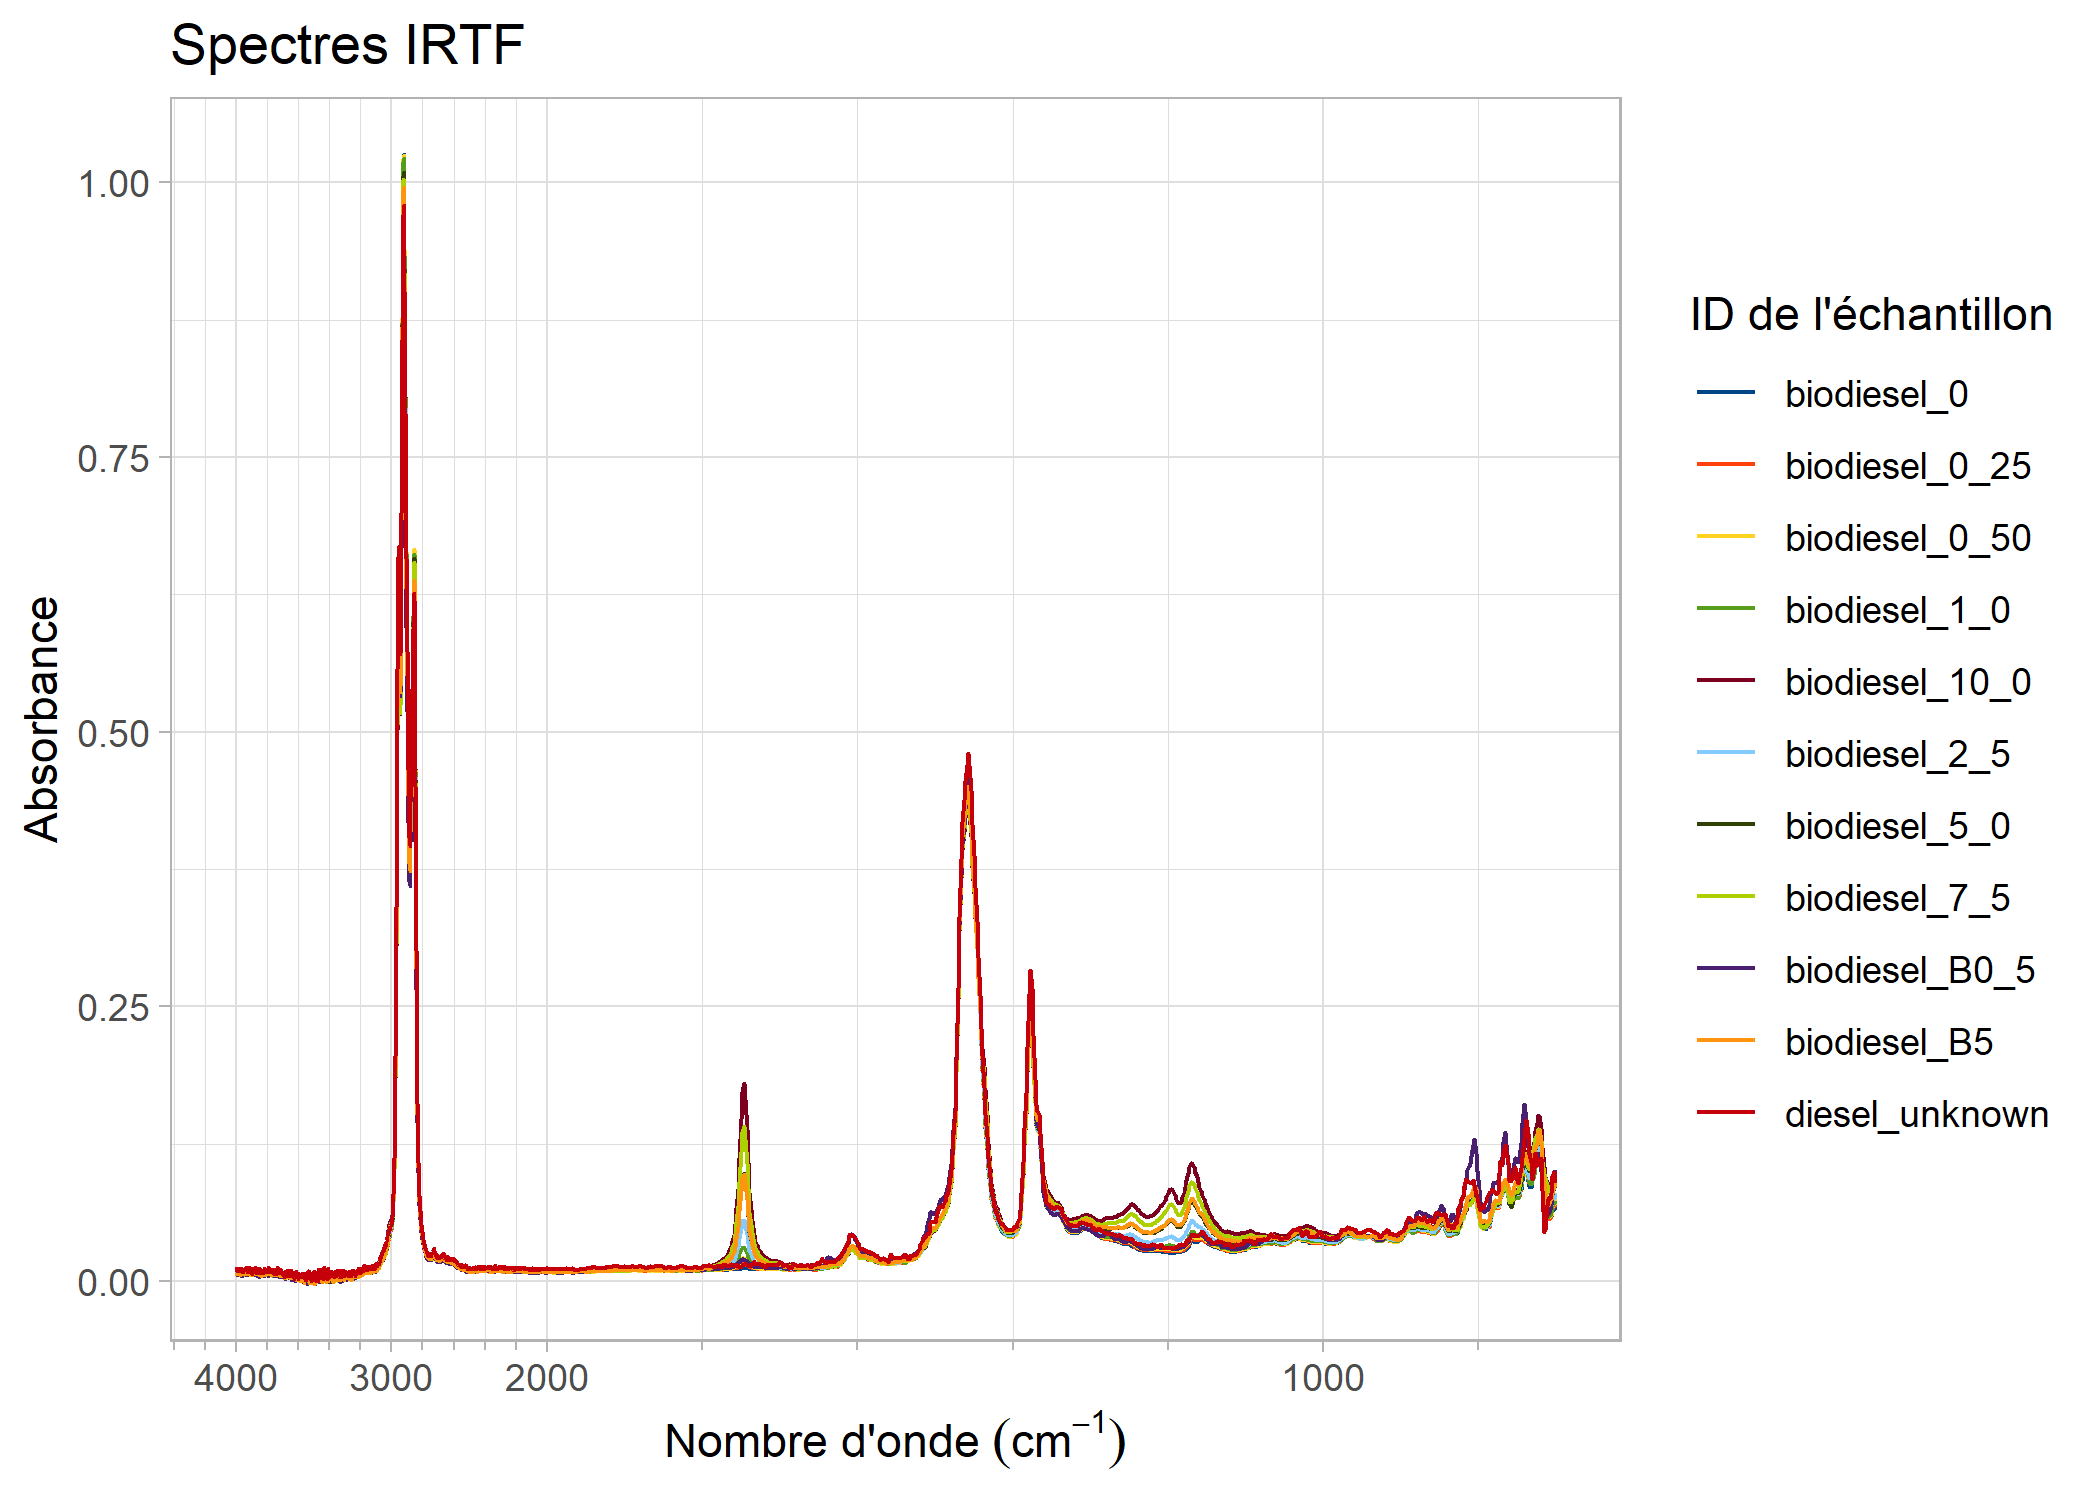 Spectres IRTF
1.00
0.75
0.50
0.25
0.00
Absorbance
4000 3000 2000 1000
Nombre d'onde (cm⁻¹)
ID de l'échantillon
biodiesel_0
biodiesel_0_25
biodiesel_0_50
biodiesel_1_0
biodiesel_10_0
biodiesel_2_5
biodiesel_5_0
biodiesel_7_5
biodiesel_B0_5
biodiesel_B5
diesel_unknown